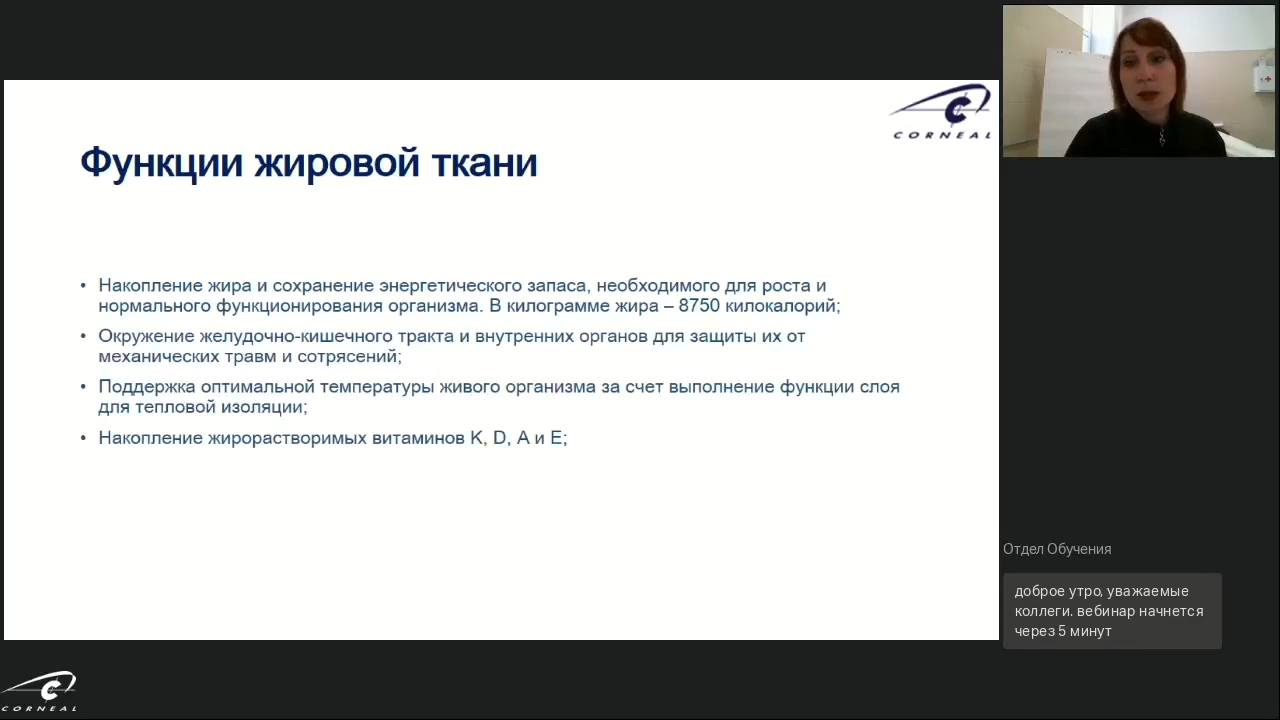 CORNEAL
Функции жировой ткани
• Накопление жира и сохранение энергетического запаса, необходимого для роста и
нормального функционирования организма. В килограмме жира – 8750 килокалорий;
• Окружение желудочно-кишечного тракта и внутренних органов для защиты их от
механических травм и сотрясений;
• Поддержка оптимальной температуры живого организма за счет выполнение функции слоя
для тепловой изоляции;
• Накопление жирорастворимых витаминов K, D, А и Е;
Отдел Обучения
доброе утро, уважаемые
коллеги. вебинар начнется
через 5 минут
CORNEAL